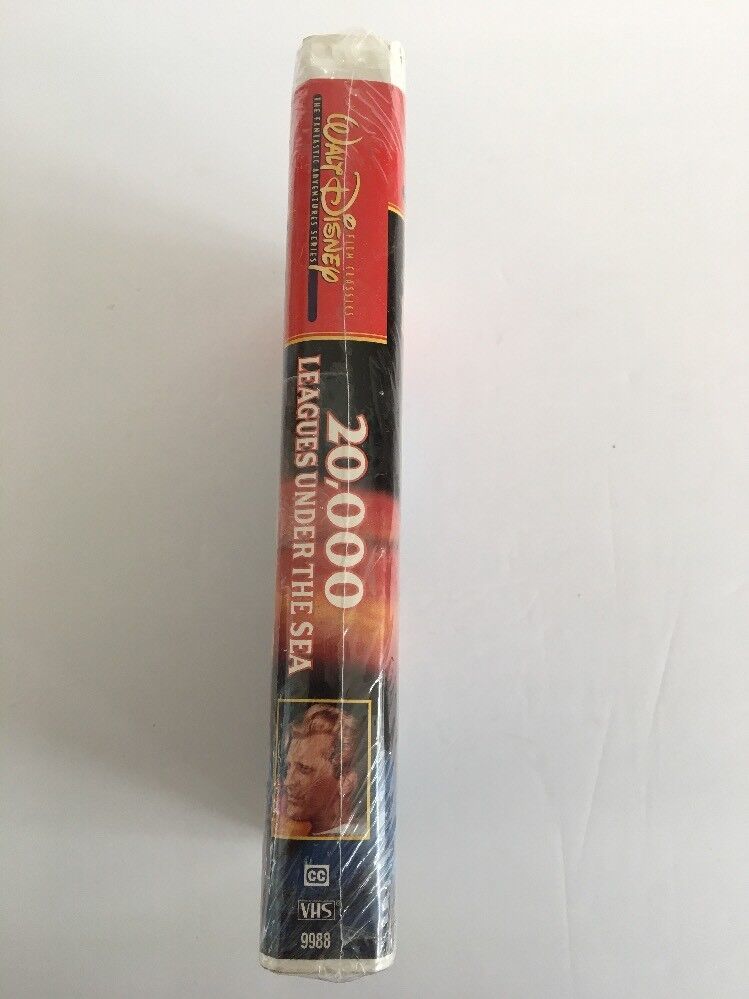 WALT DISNEY
FILM CLASSICS
THE FANTASTIC ADVENTURES SERIES
20,000
LEAGUES UNDER THE SEA
CC
VHS
9988